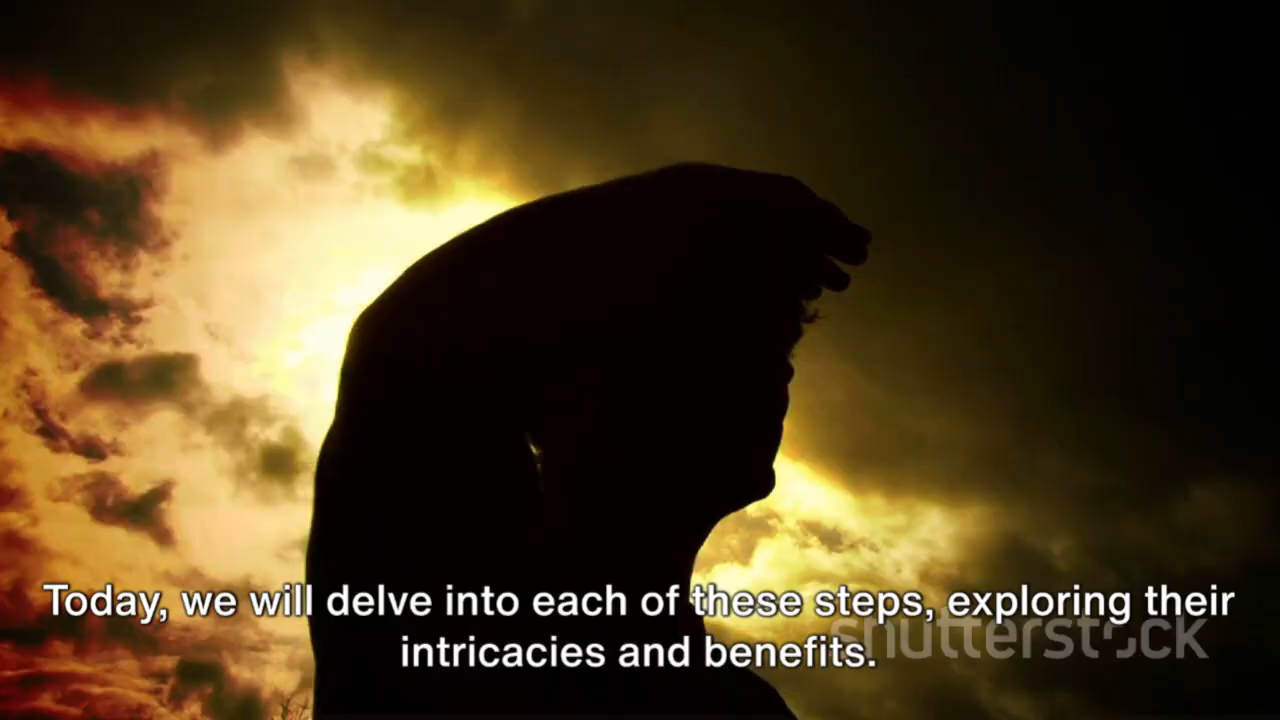 Today, we will delve into each of these steps, exploring their
intricacies and benefits.
shutterstock